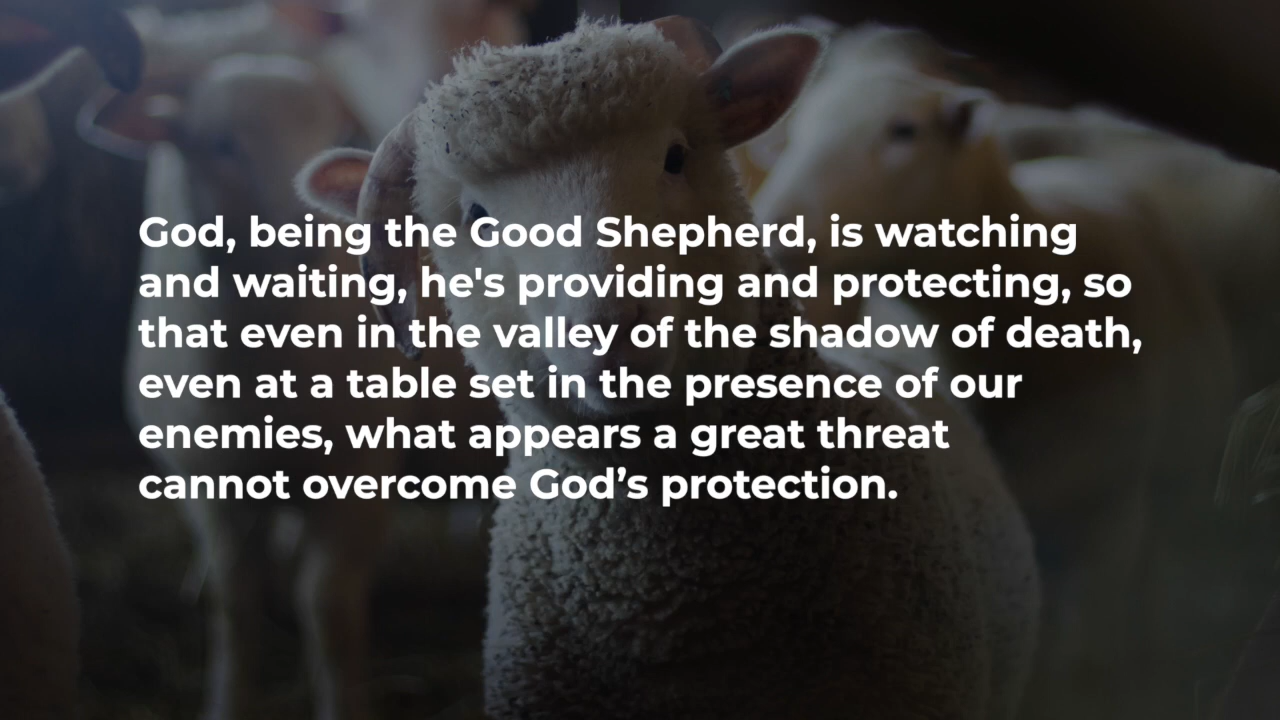 God, being the Good Shepherd, is watching
and waiting, he's providing and protecting, so
that even in the valley of the shadow of death,
even at a table set in the presence of our
enemies, what appears a great threat
cannot overcome God’s protection.